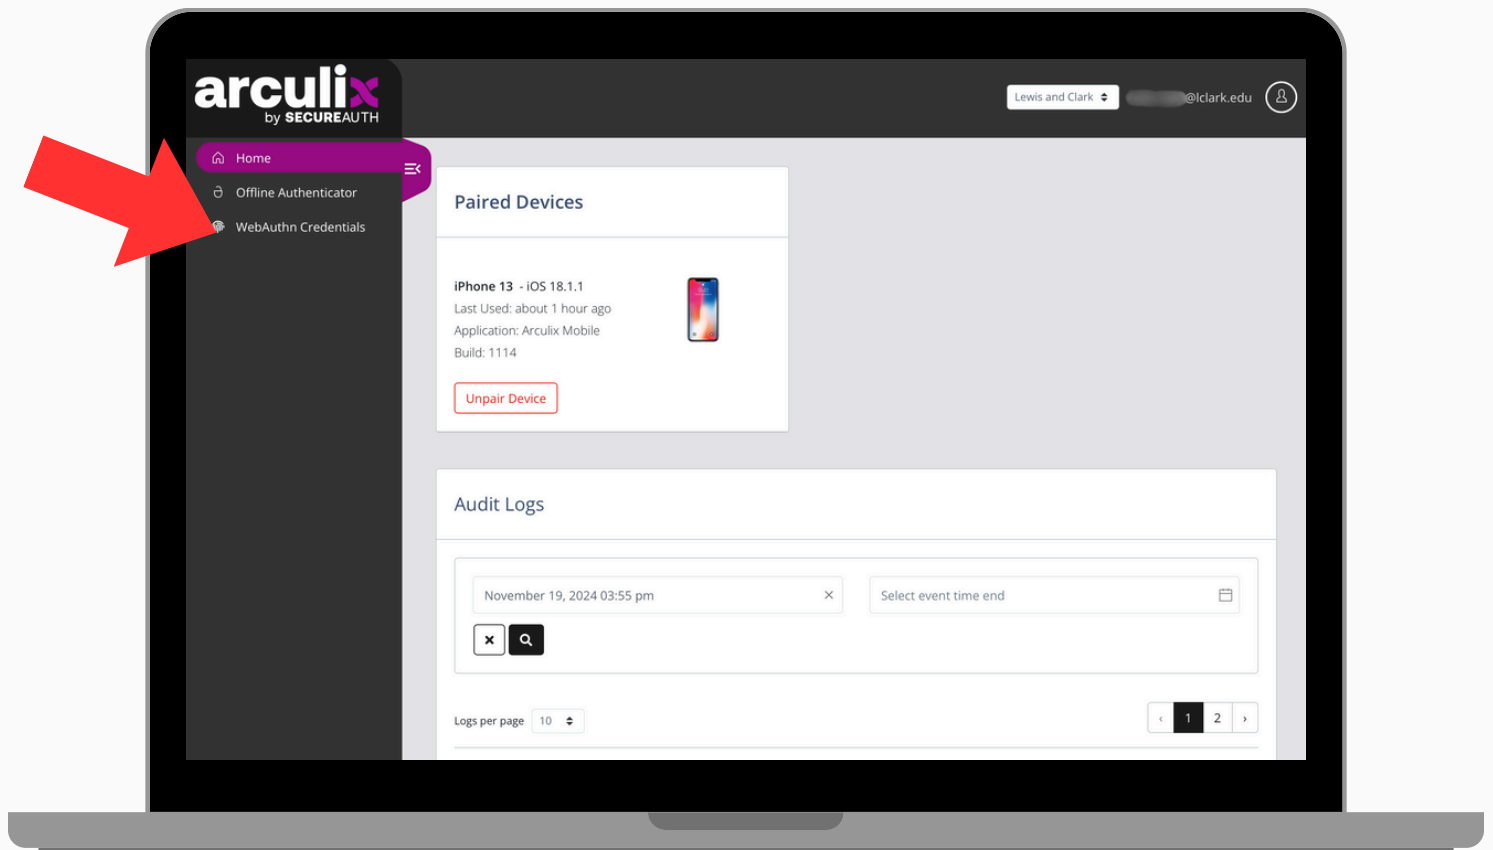 arculix
by SECUREAUTH
Lewis and Clark
@lclark.edu
Home
Offline Authenticator
WebAuthn Credentials
Paired Devices
iPhone 13 - iOS 18.1.1
Last Used: about 1 hour ago
Application: Arculix Mobile
Build: 1114
Unpair Device
Audit Logs
November 19, 2024 03:55 pm
Select event time end
Logs per page 10
‹ 1 2 ›